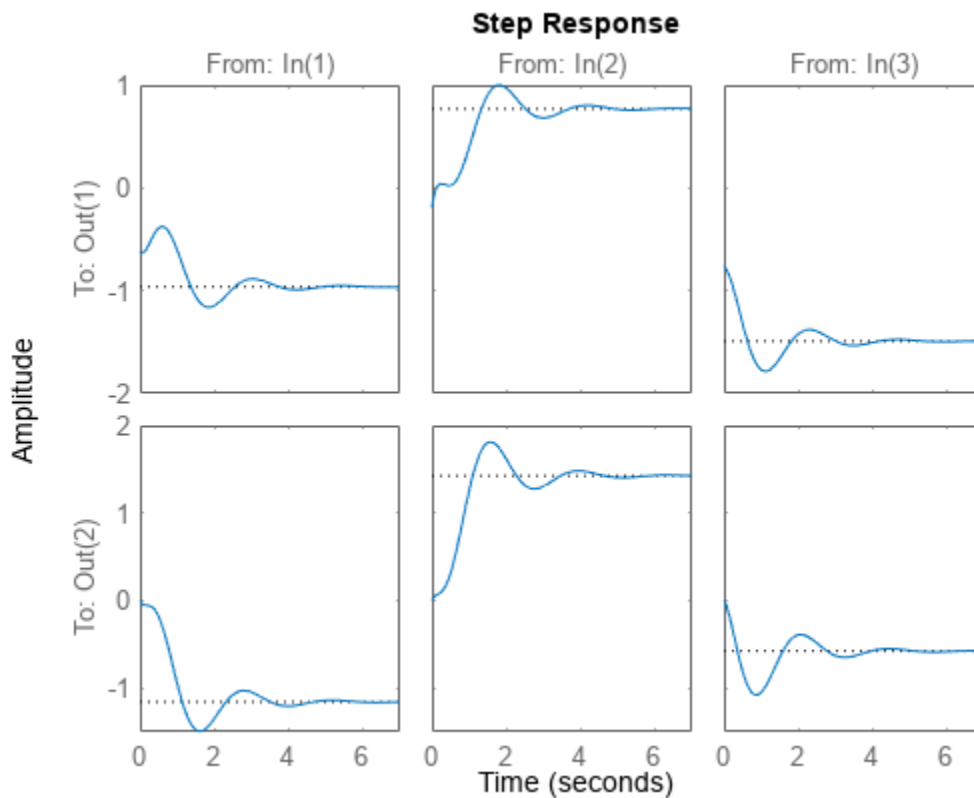 Step Response
From: In(1) From: In(2) From: In(3)
Amplitude
To: Out(1)
1
0
-1
-2
To: Out(2)
2
1
0
-1
0 2 4 6 0 2 4 6 0 2 4 6
Time (seconds)